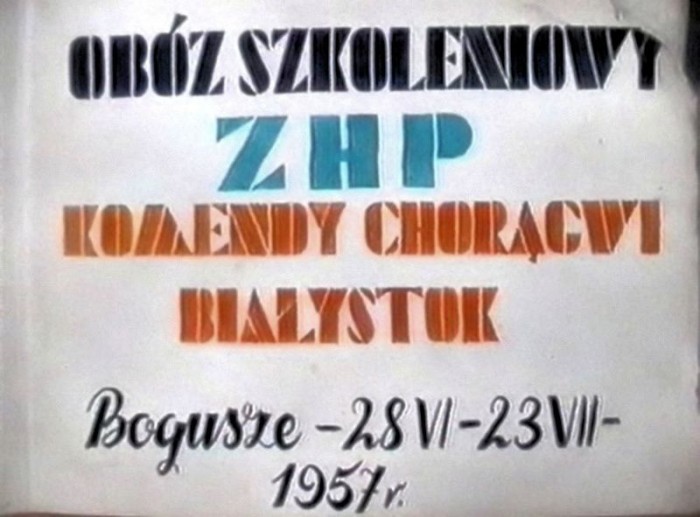 OBÓZ SZKOLENIOWY
ZHP
KOMENDY CHORĄGWI
BIAŁYSTOK
Bogusze - 28 VI - 23 VII -
1957 r.